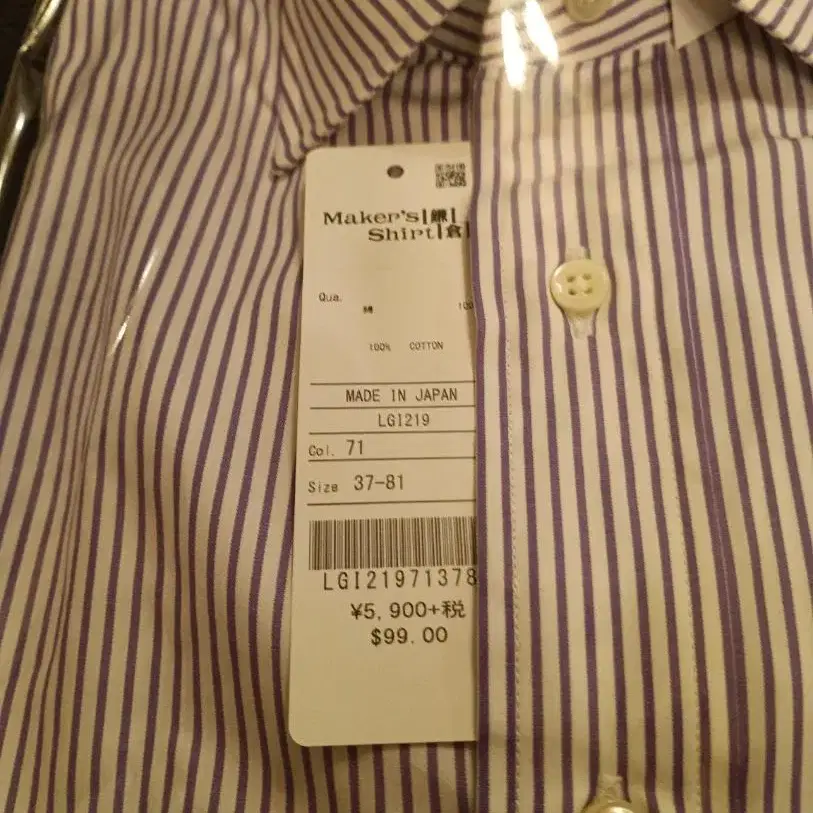 Maker's 鎌
Shirt 倉
Qua.
綿 100
100% COTTON
MADE IN JAPAN
LGI219
Col. 71
Size 37-81
LGI21971378
¥5,900+税
$99.00